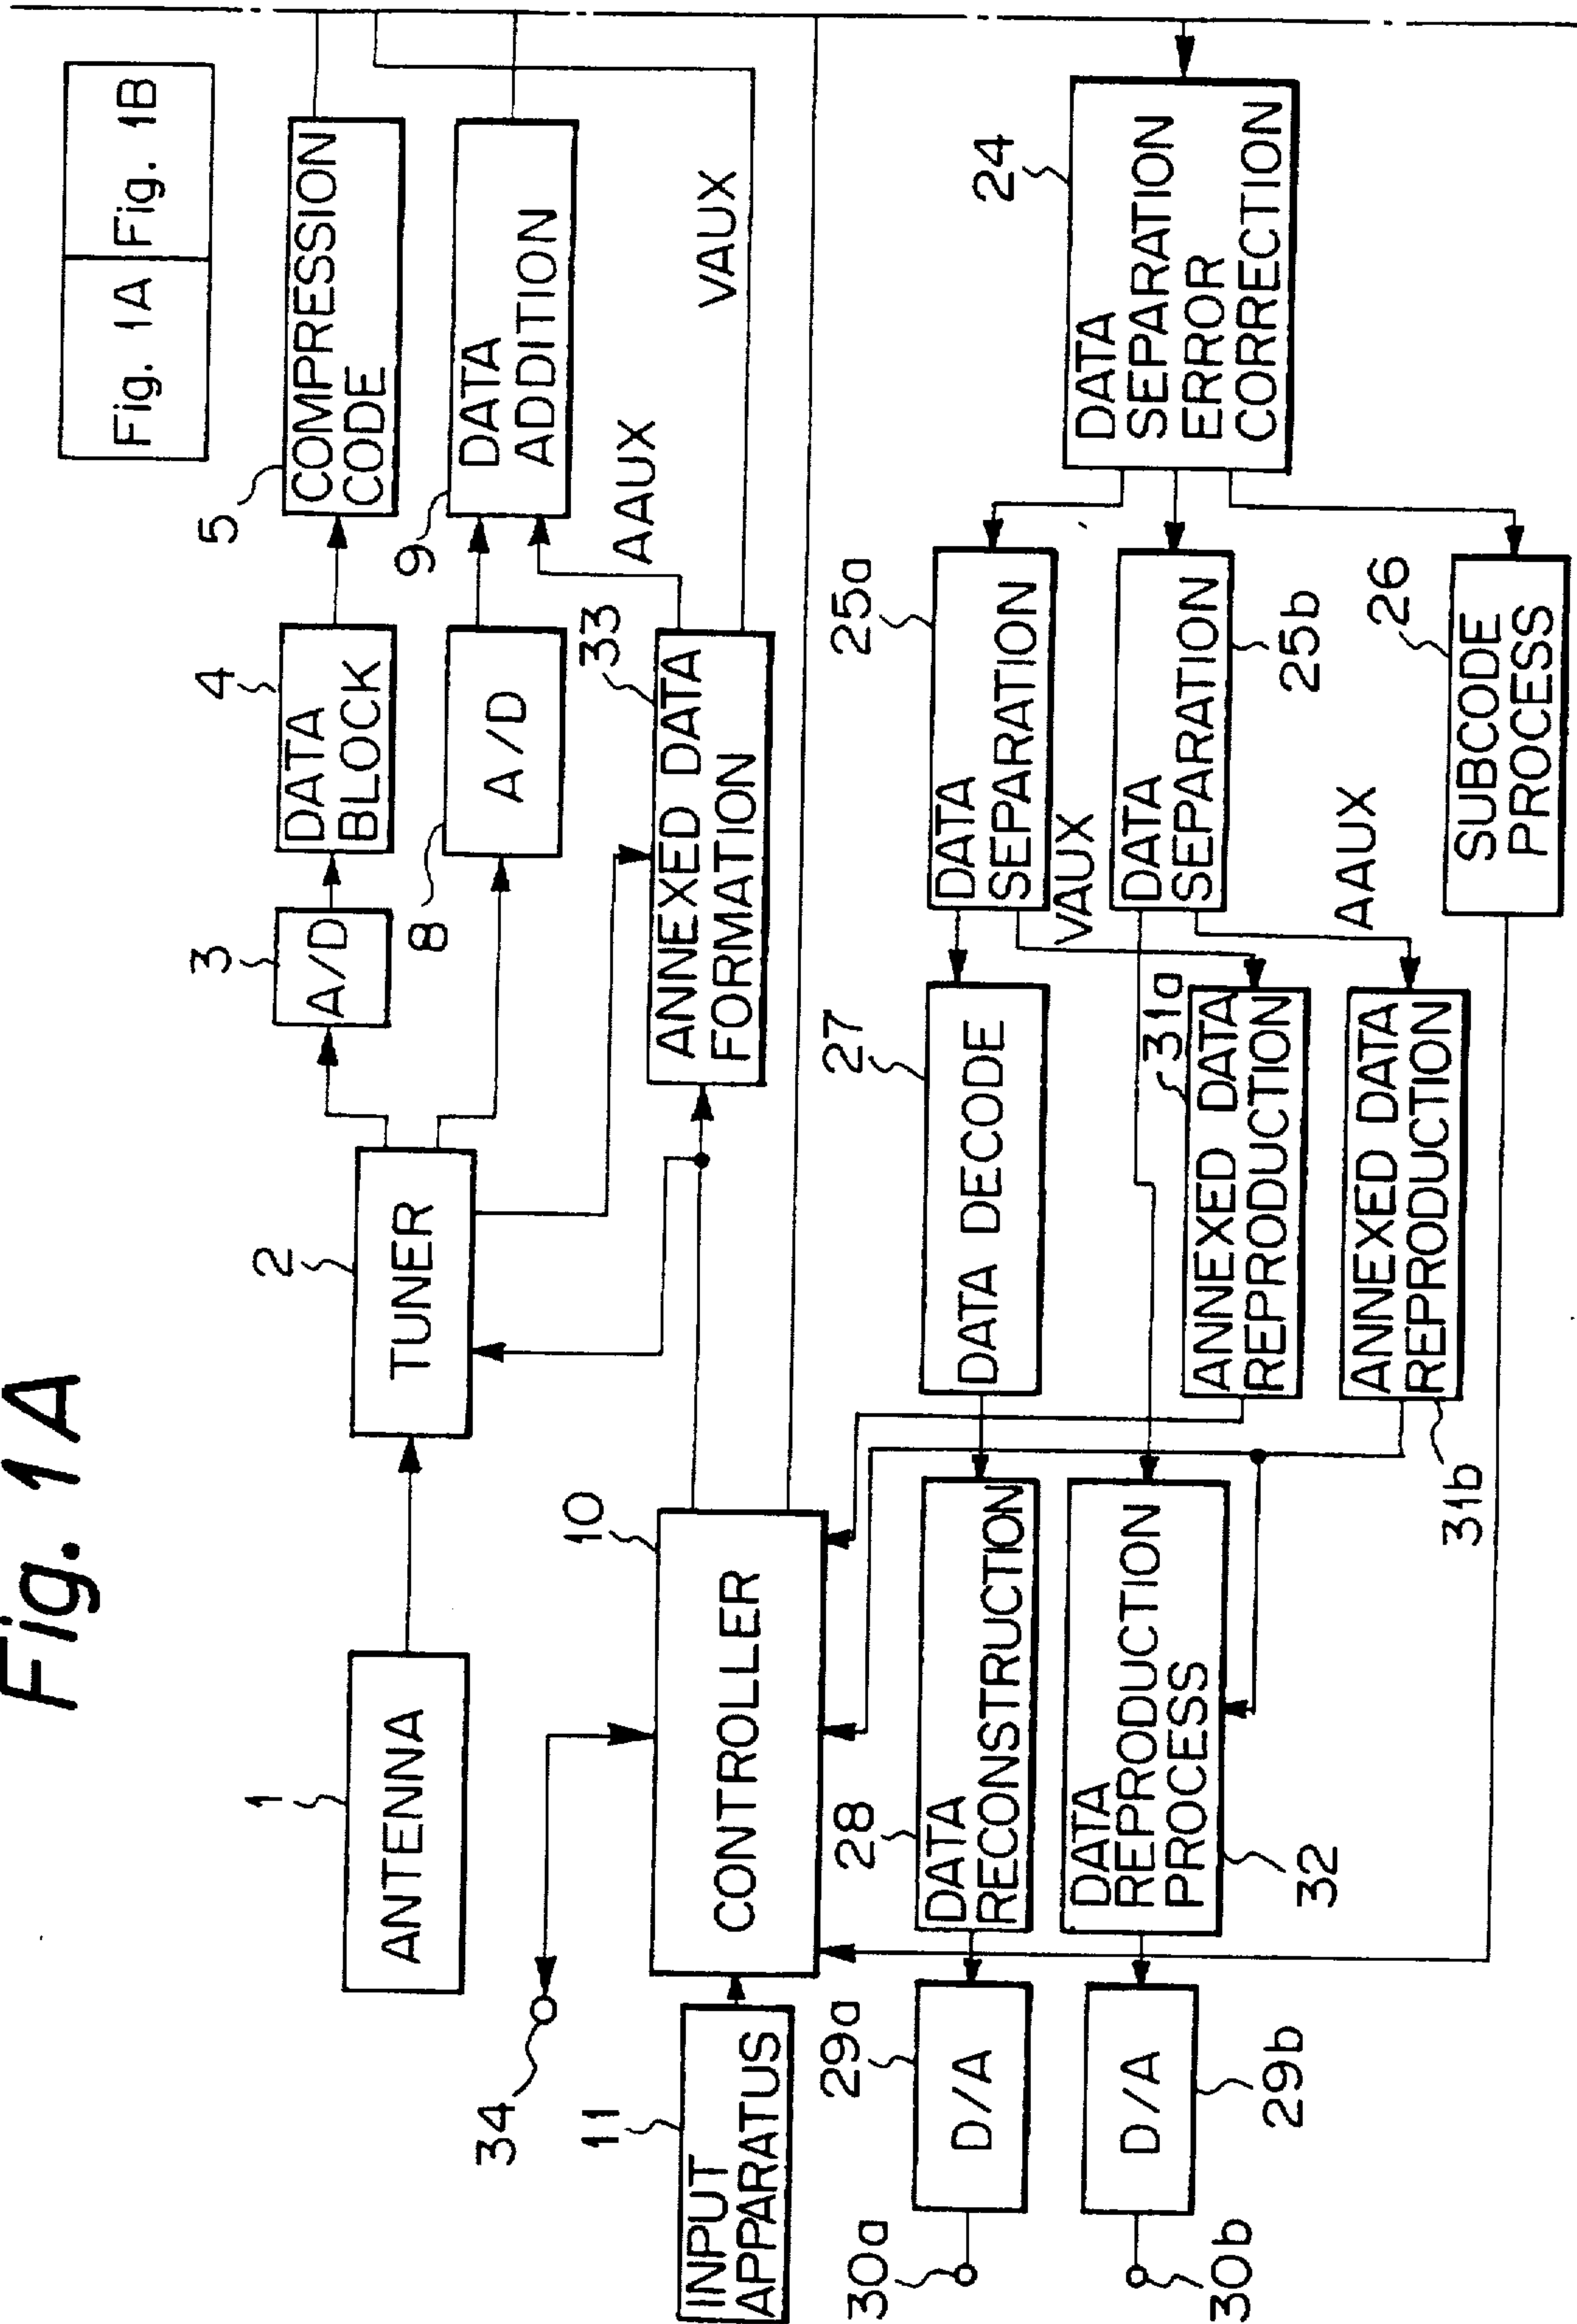 Fig. 1A
Fig. 1A
Fig. 1B
1
ANTENNA
2
TUNER
3
A/D
4
DATA
BLOCK
5
COMPRESSION
CODE
8
A/D
9
DATA
ADDITION
AAUX
VAUX
33
ANNEXED DATA
FORMATION
34
10
CONTROLLER
11
INPUT
APPARATUS
24
DATA
SEPARATION
ERROR
CORRECTION
25a
DATA
SEPARATION
VAUX
25b
DATA
SEPARATION
AAUX
26
SUBCODE
PROCESS
27
DATA DECODE
31a
ANNEXED DATA
REPRODUCTION
ANNEXED DATA
REPRODUCTION
31b
28
DATA
RECONSTRUCTION
DATA
REPRODUCTION
PROCESS
32
29a
D/A
D/A
29b
30a
30b